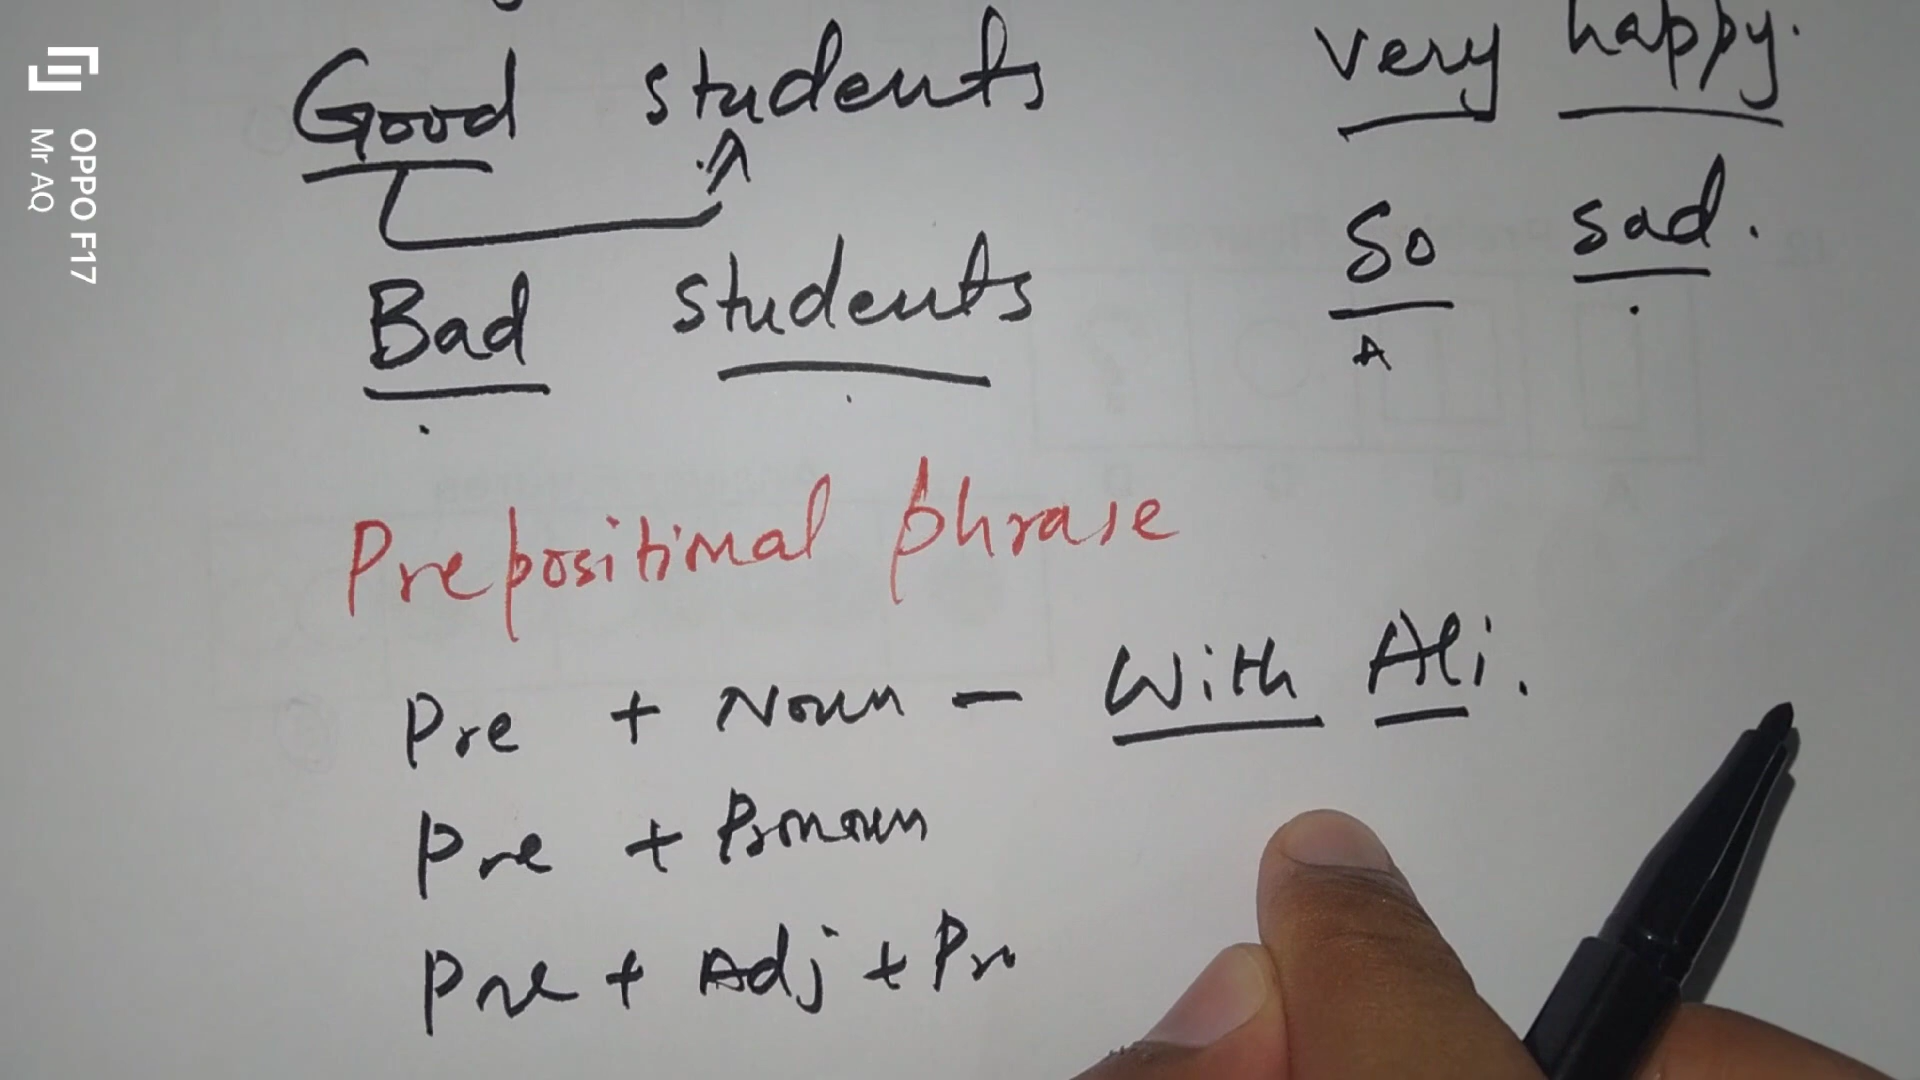 Good students
Bad students
very happy.
So sad.
A
Prepositional phrase
Pre + Noun - With Ali.
Pre + Pronoun
Pre + Adj + Pro
OPPO F17
Mr AQ